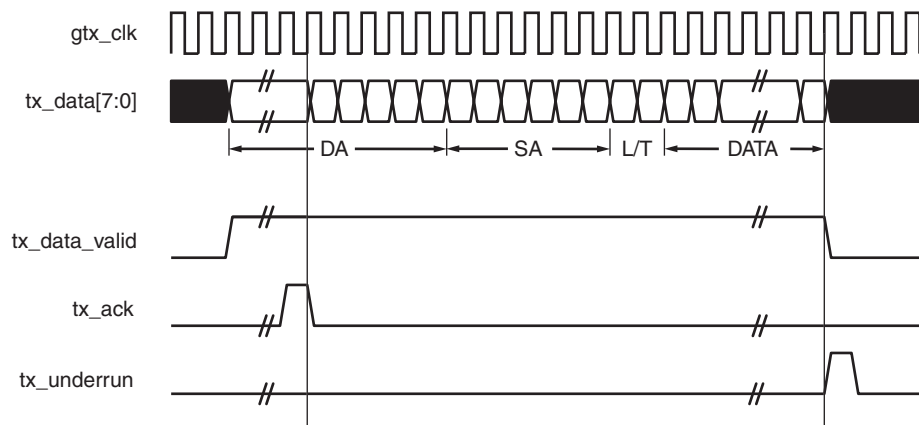 gtx_clk
tx_data[7:0]
DA SA L/T DATA
tx_data_valid
tx_ack
tx_underrun